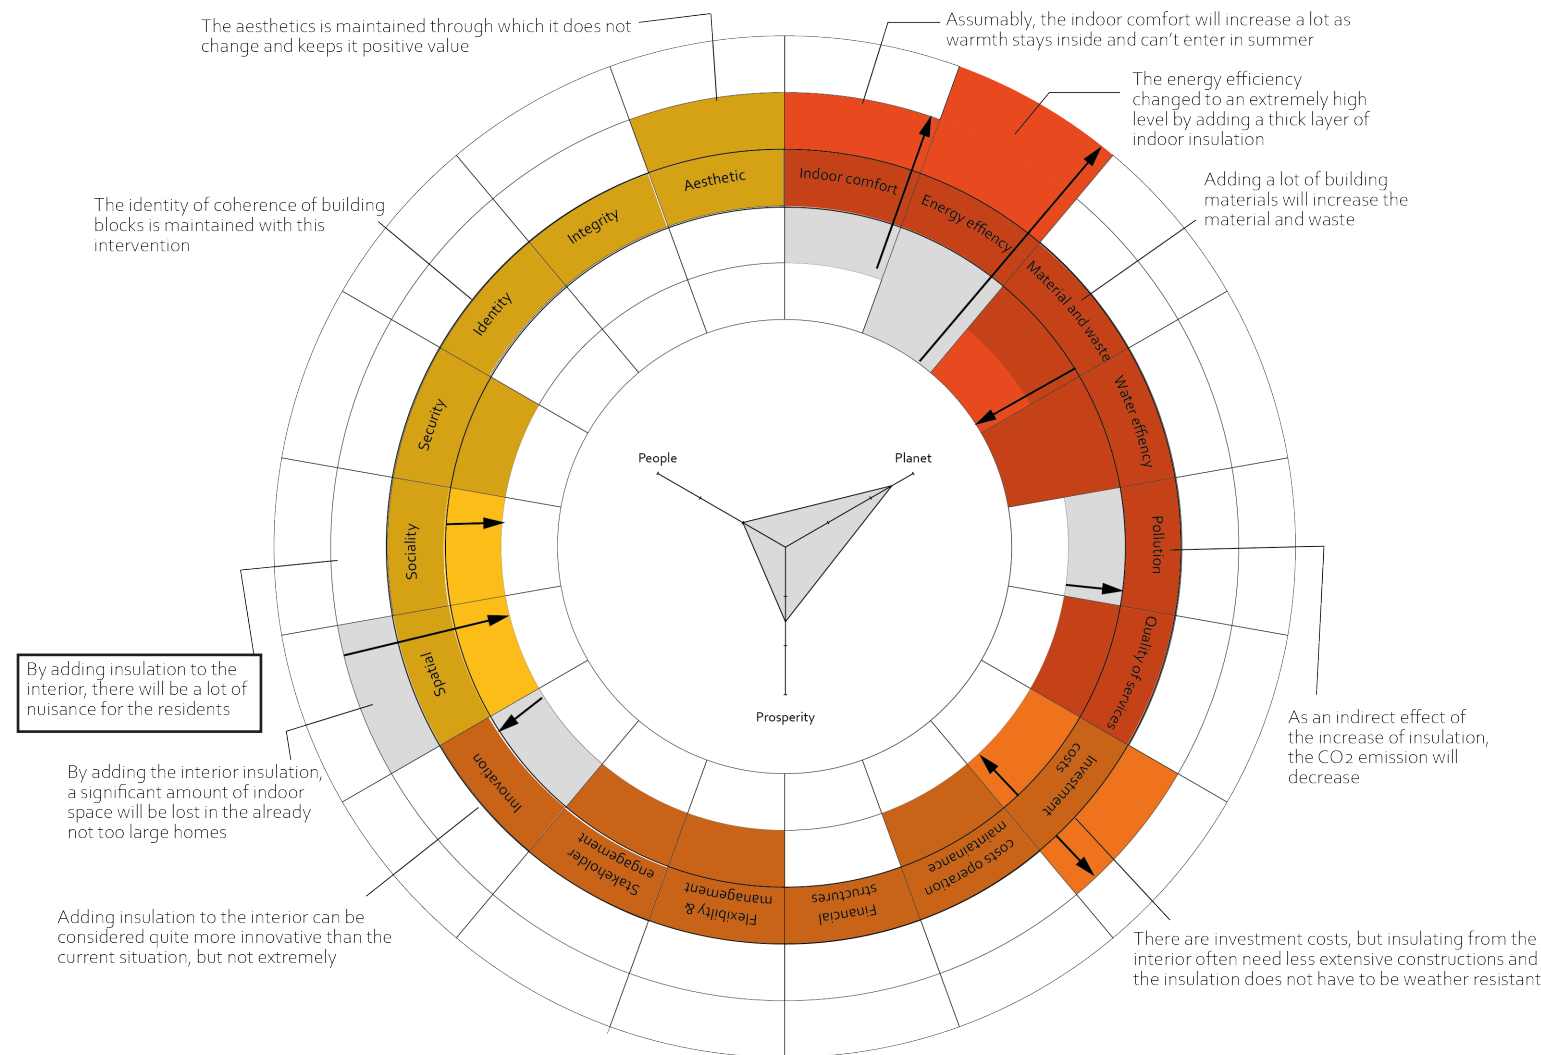 The aesthetics is maintained through which it does not
change and keeps it positive value
Assumably, the indoor comfort will increase a lot as
warmth stays inside and can't enter in summer
The energy efficiency
changed to an extremely high
level by adding a thick layer of
indoor insulation
Adding a lot of building
materials will increase the
material and waste
The identity of coherence of building
blocks is maintained with this
intervention
Aesthetic
Indoor comfort
Energy effiency
Material and waste
Water effiency
Pollution
Quality of services
Investment
costs
costs operation
maintainance
Financial
structures
Flexibilty &
management
Stakeholder
engagement
Innovation
Spatial
Sociality
Security
Identity
Integrity
People
Planet
Prosperity
By adding insulation to the
interior, there will be a lot of
nuisance for the residents
By adding the interior insulation,
a significant amount of indoor
space will be lost in the already
not too large homes
As an indirect effect of
the increase of insulation,
the CO2 emission will
decrease
Adding insulation to the interior can be
considered quite more innovative than the
current situation, but not extremely
There are investment costs, but insulating from the
interior often need less extensive constructions and
the insulation does not have to be weather resistant